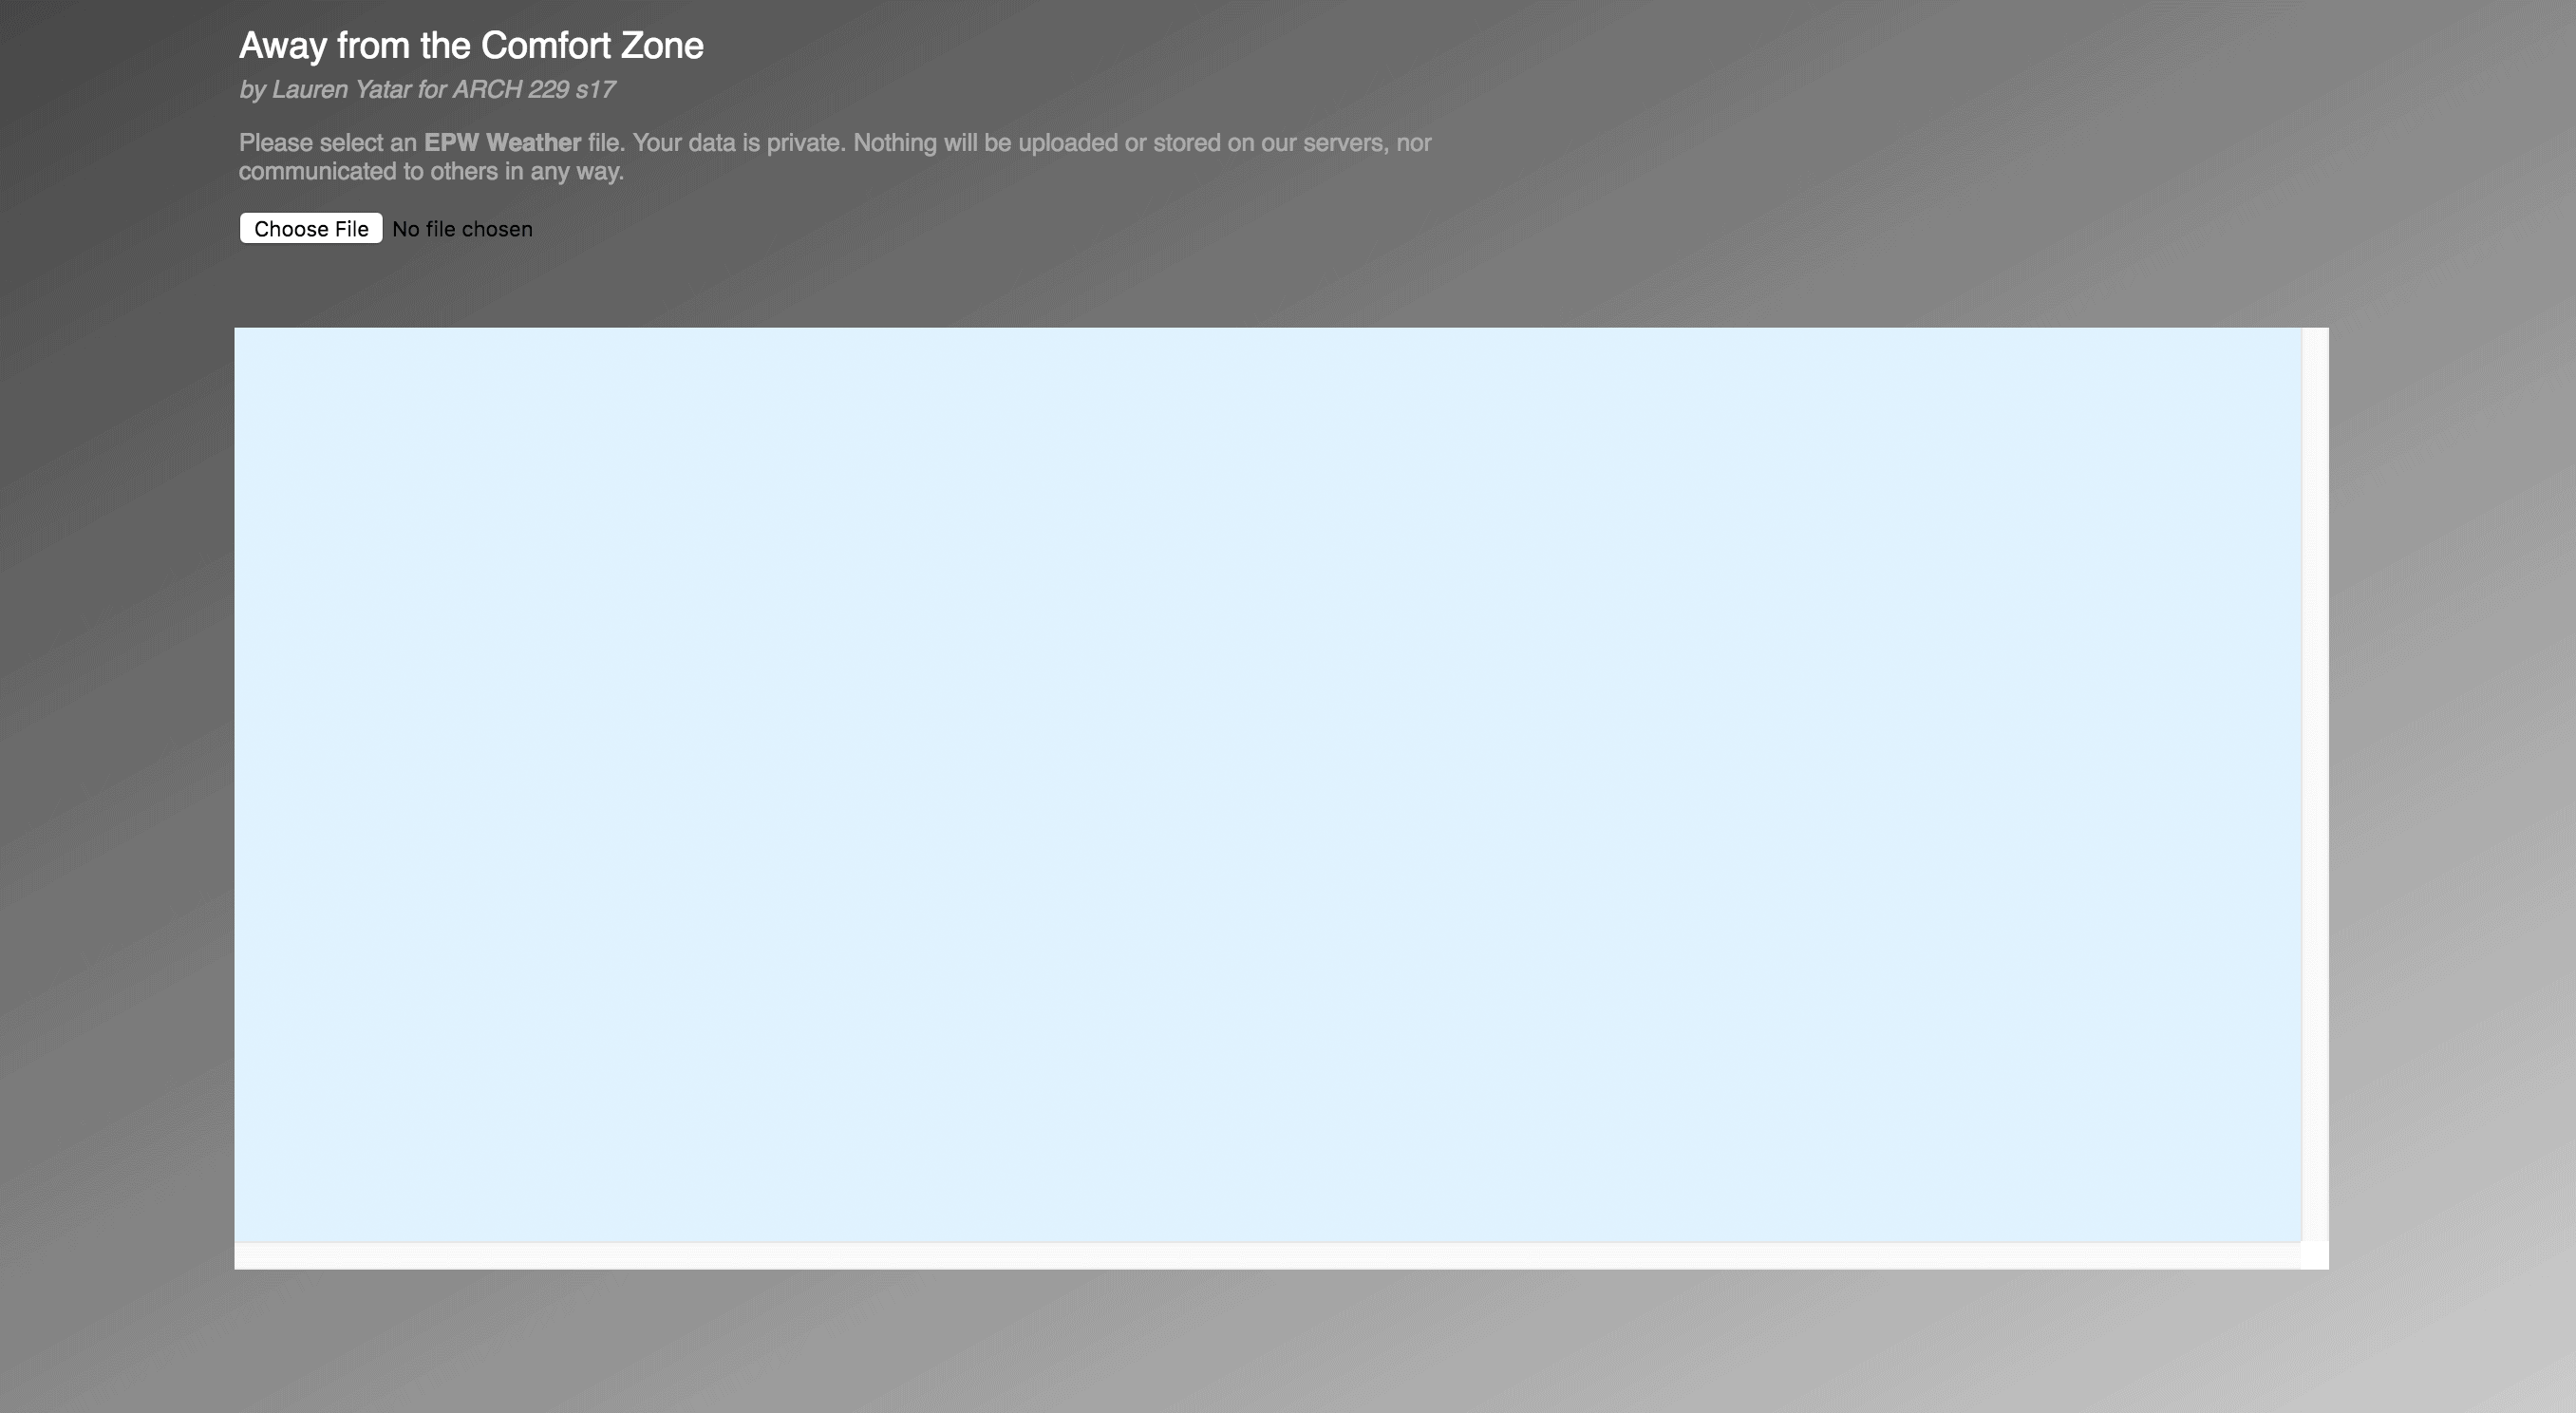 Away from the Comfort Zone
by Lauren Yatar for ARCH 229 s17
Please select an EPW Weather file. Your data is private. Nothing will be uploaded or stored on our servers, nor
communicated to others in any way.
Choose File No file chosen